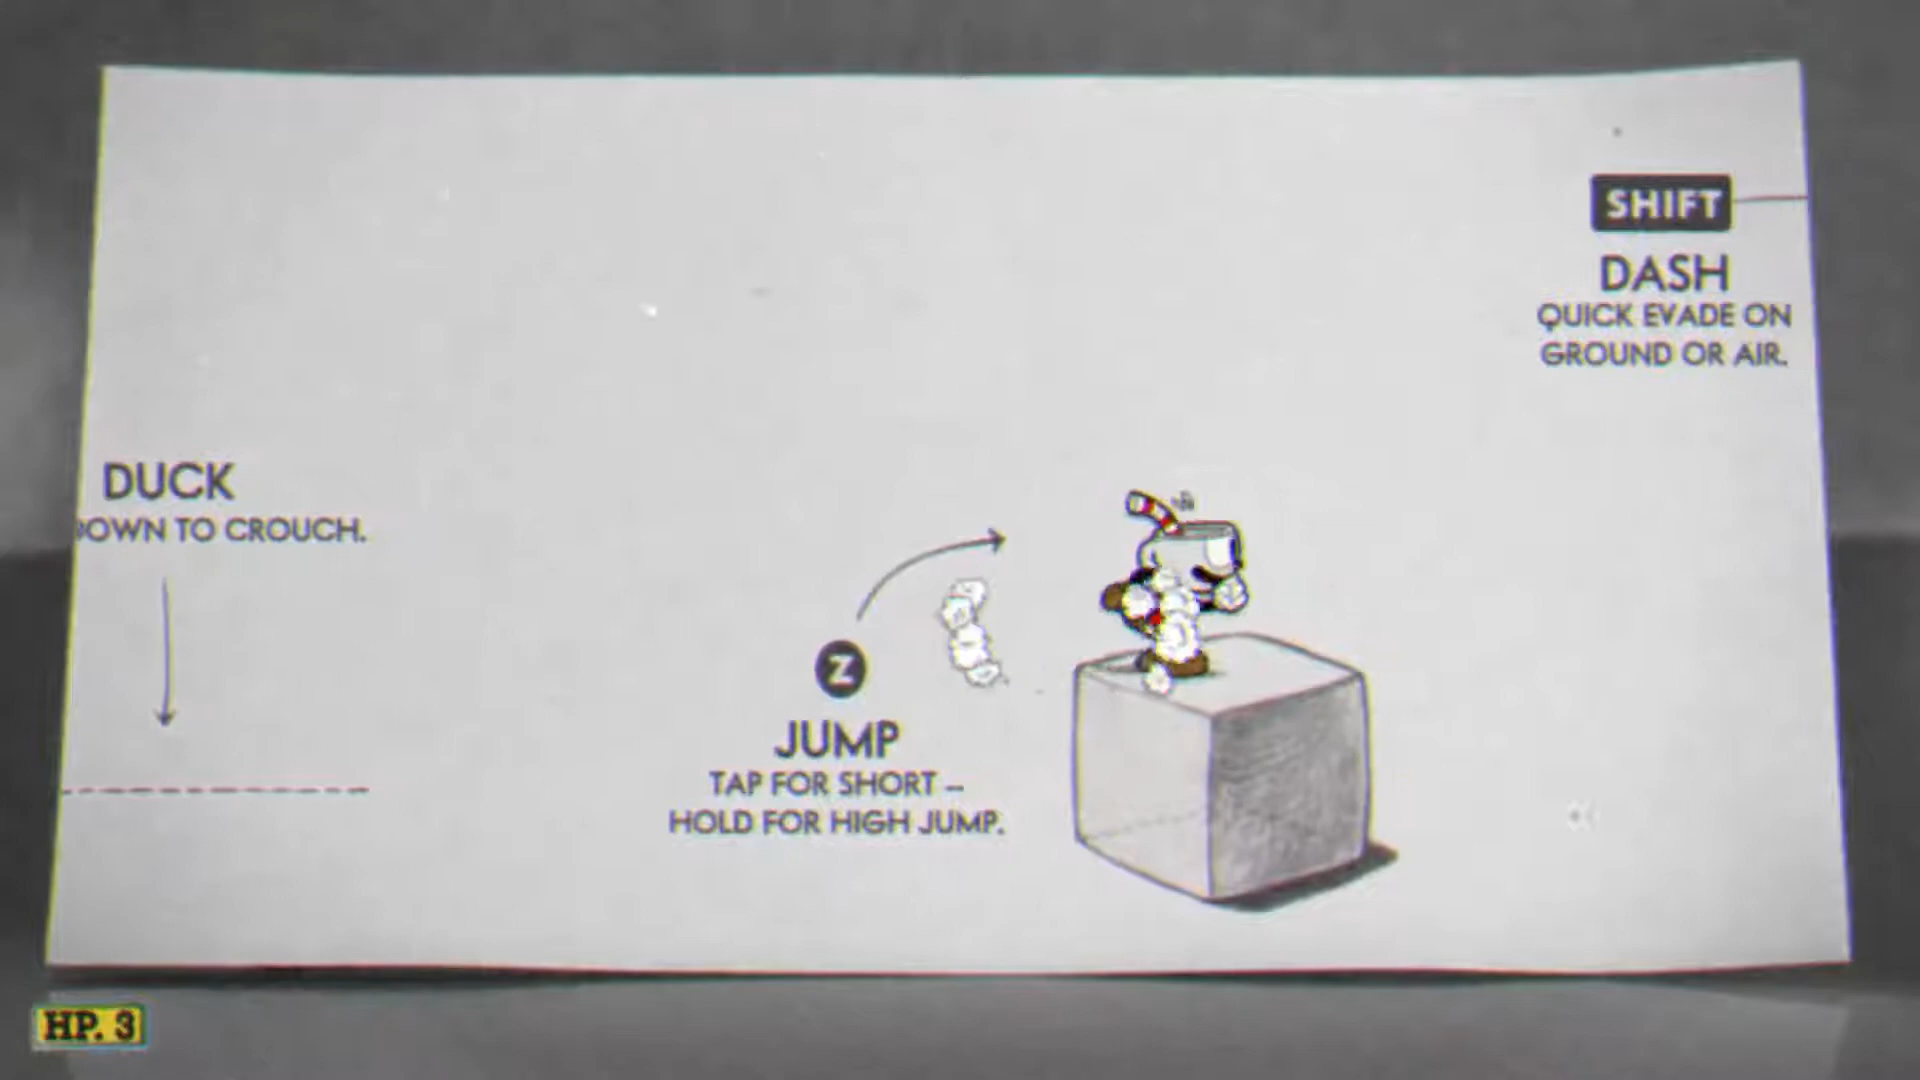 SHIFT
DASH
QUICK EVADE ON
GROUND OR AIR.
DUCK
DOWN TO CROUCH.
Z
JUMP
TAP FOR SHORT –
HOLD FOR HIGH JUMP.
HP. 3